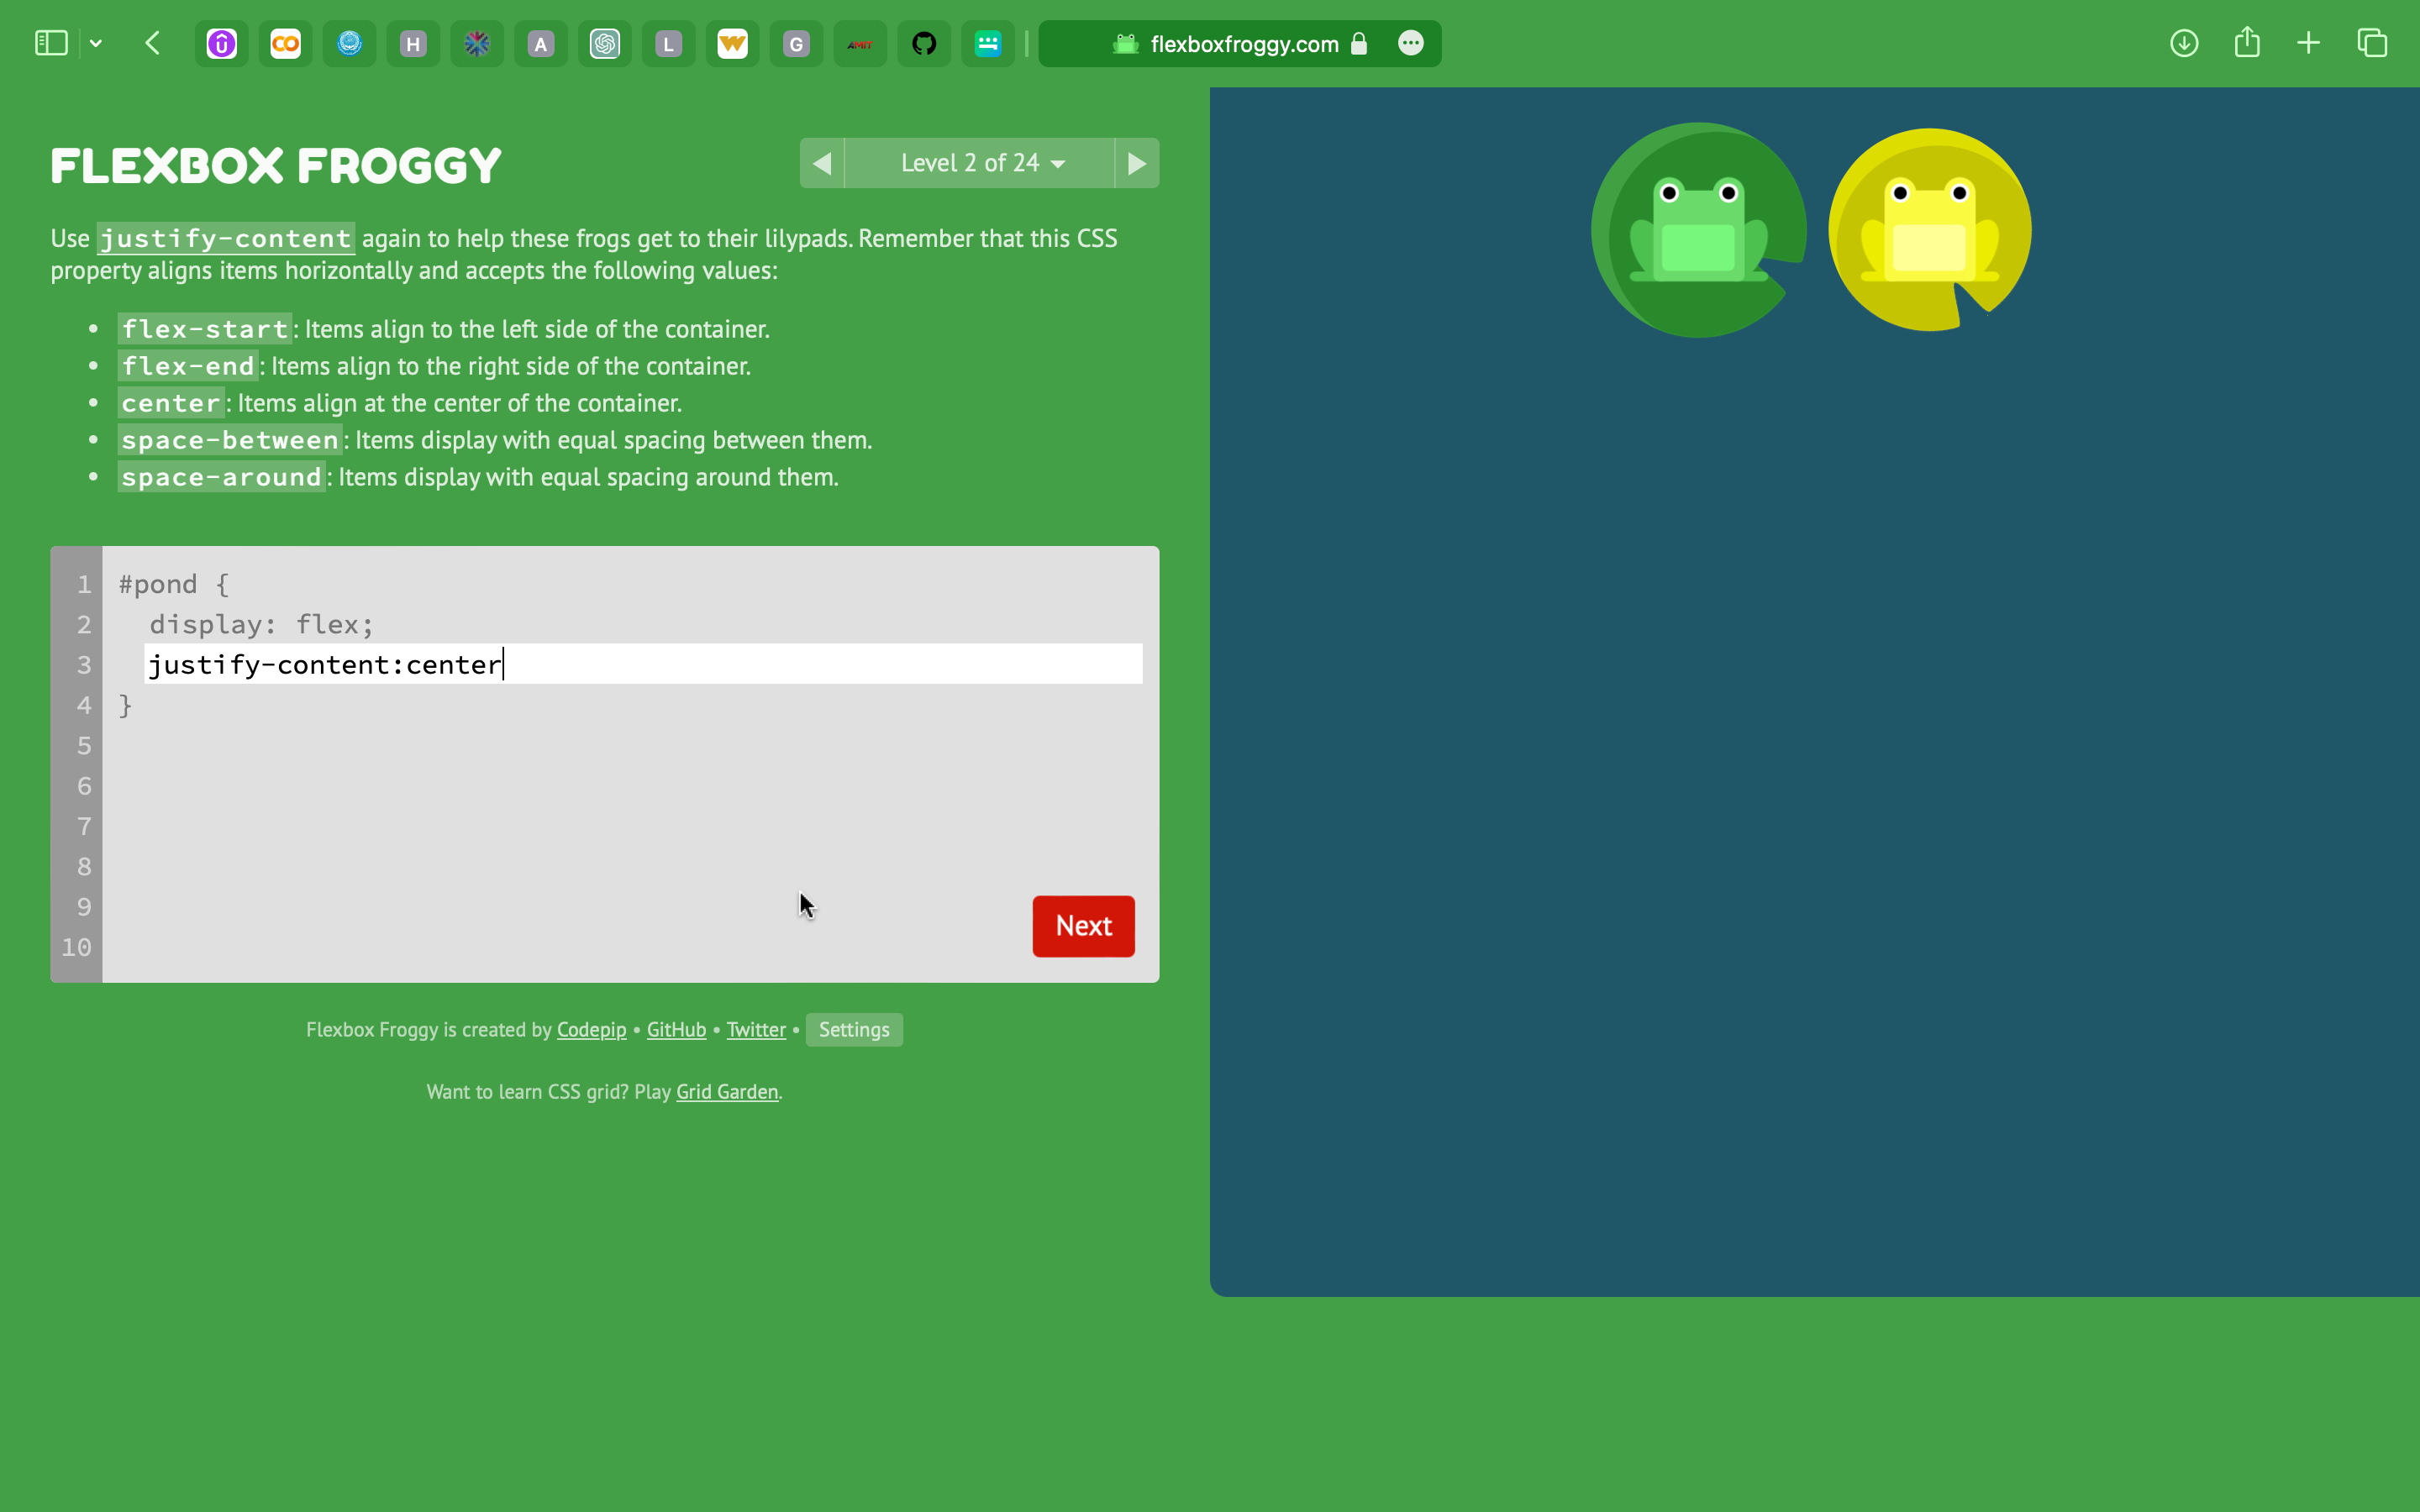 H
CO
A
L
W
G
AMIT
flexboxfroggy.com
FLEXBOX FROGGY
Level 2 of 24
Use justify-content again to help these frogs get to their lilypads. Remember that this CSS
property aligns items horizontally and accepts the following values:
• flex-start: Items align to the left side of the container.
• flex-end: Items align to the right side of the container.
• center: Items align at the center of the container.
• space-between: Items display with equal spacing between them.
• space-around: Items display with equal spacing around them.
1 #pond {
2 display: flex;
3 justify-content:center
4 }
5
6
7
8
9
10
Next
Flexbox Froggy is created by Codepip • GitHub • Twitter • Settings
Want to learn CSS grid? Play Grid Garden.